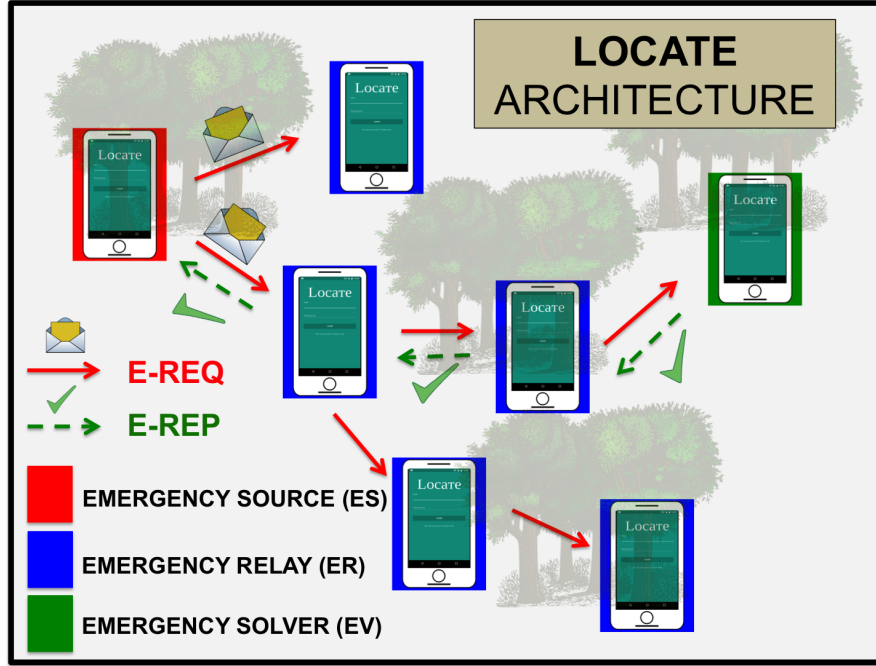 LOCATE
ARCHITECTURE
Locate
Locate
Locate
Locate
Locate
Locate
Locate
E-REQ
E-REP
EMERGENCY SOURCE (ES)
EMERGENCY RELAY (ER)
EMERGENCY SOLVER (EV)